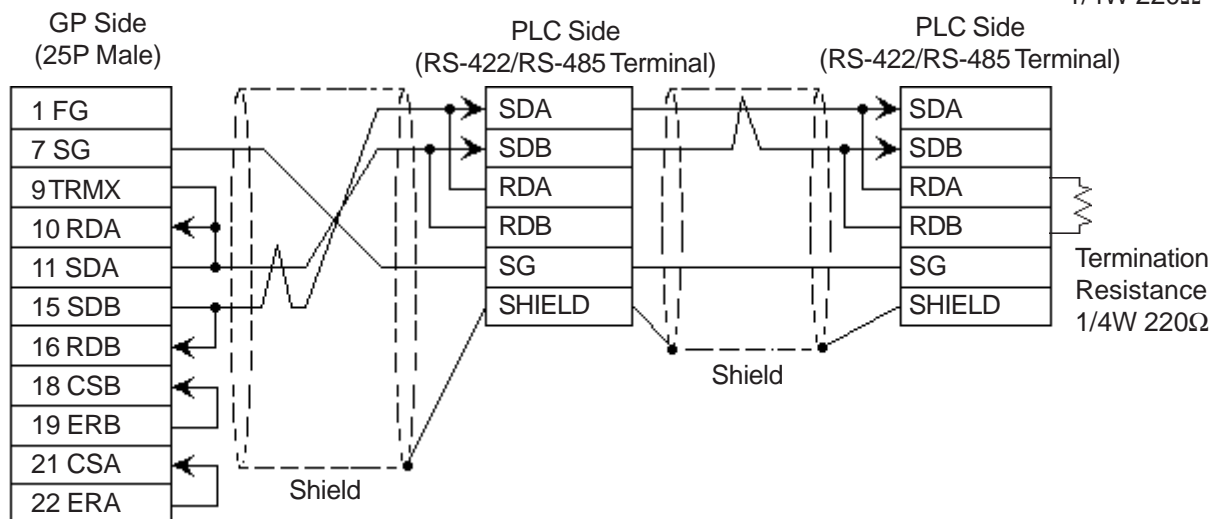 1/4W 220Ω
GP Side
(25P Male)
PLC Side
(RS-422/RS-485 Terminal)
PLC Side
(RS-422/RS-485 Terminal)
1 FG
7 SG
9 TRMX
10 RDA
11 SDA
15 SDB
16 RDB
18 CSB
19 ERB
21 CSA
22 ERA
Shield
SDA
SDB
RDA
RDB
SG
SHIELD
Shield
SDA
SDB
RDA
RDB
SG
SHIELD
Termination
Resistance
1/4W 220Ω